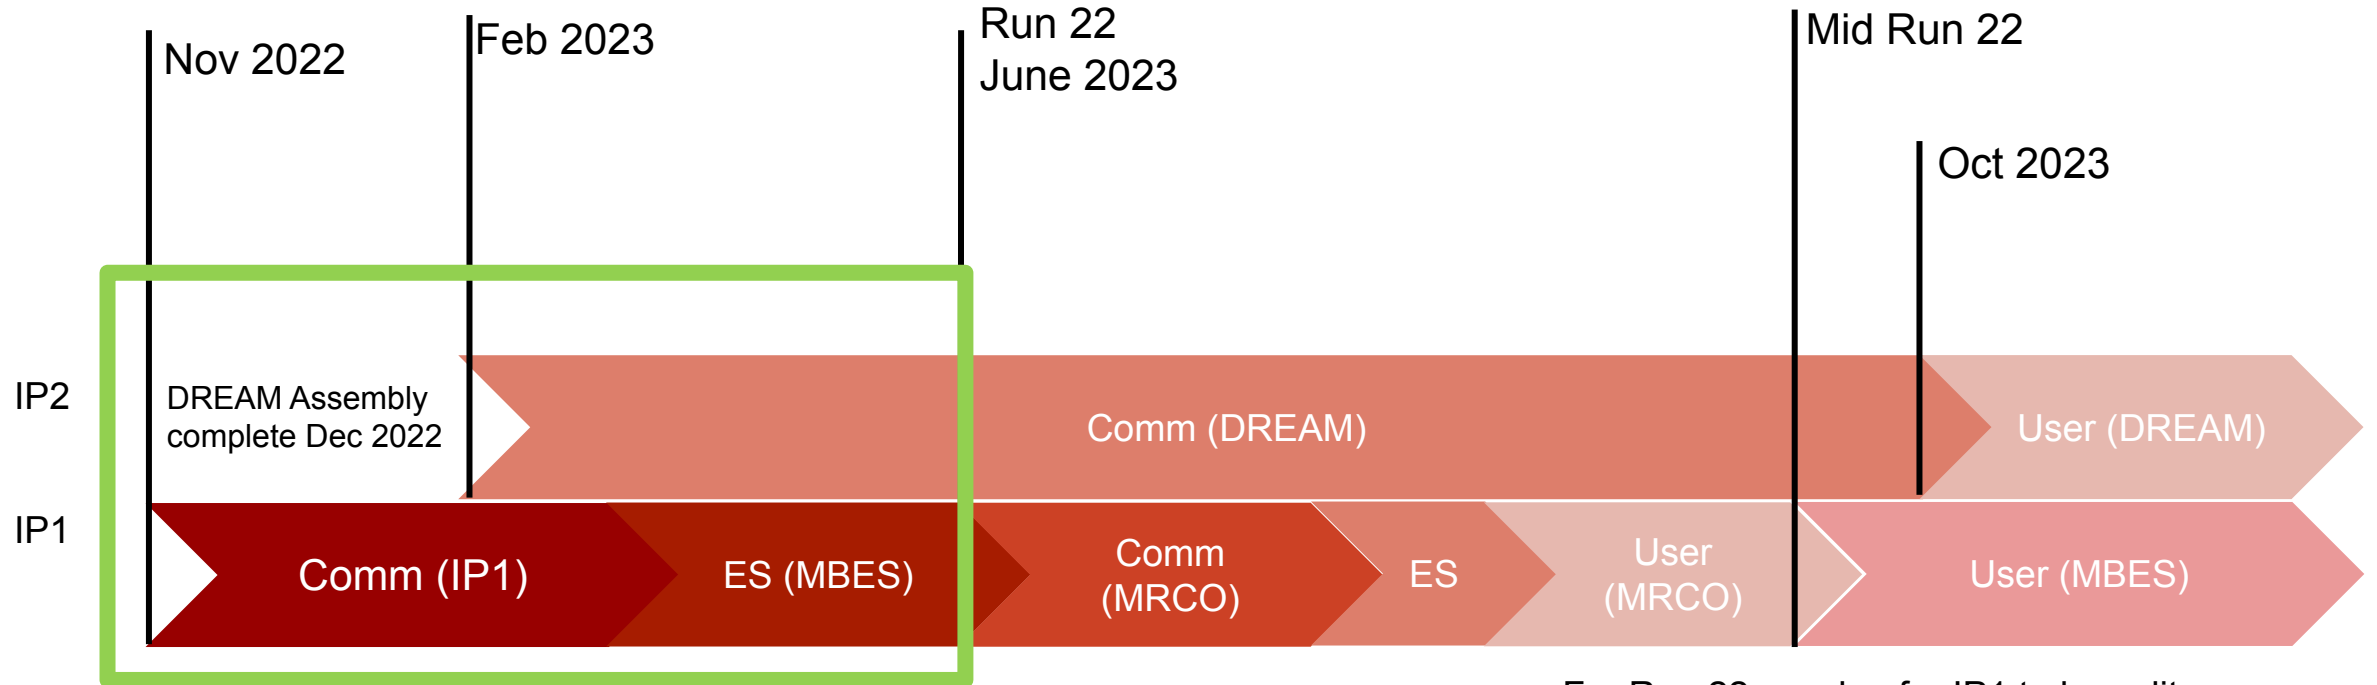 Nov 2022
Feb 2023
Run 22
June 2023
Mid Run 22
Oct 2023
IP2
DREAM Assembly
complete Dec 2022
Comm (DREAM)
User (DREAM)
IP1
Comm (IP1)
ES (MBES)
Comm
(MRCO)
ES
User
(MRCO)
User (MBES)